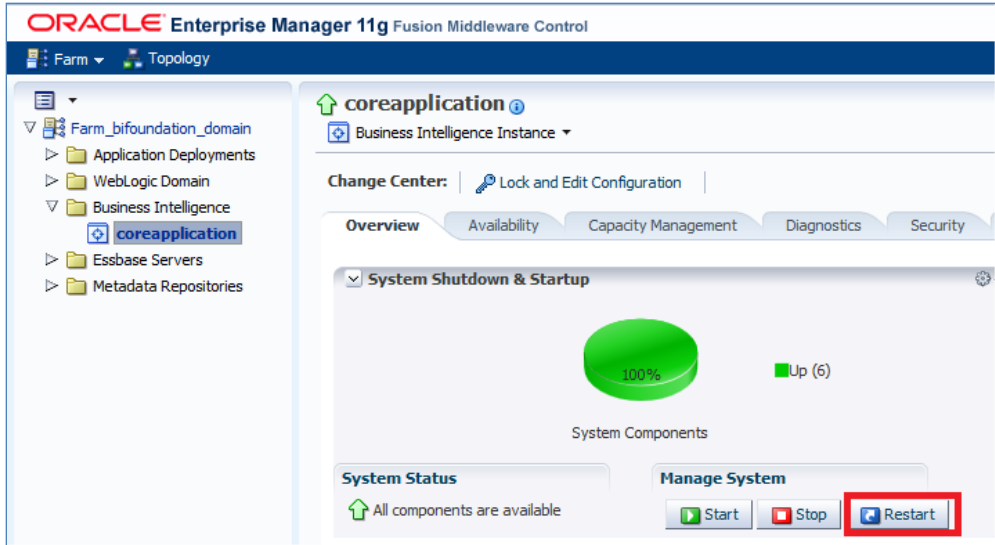 ORACLE Enterprise Manager 11g Fusion Middleware Control
Farm Topology
Farm_bifoundation_domain
Application Deployments
WebLogic Domain
Business Intelligence
coreapplication
Essbase Servers
Metadata Repositories
coreapplication
Business Intelligence Instance
Change Center: Lock and Edit Configuration
Overview Availability Capacity Management Diagnostics Security
System Shutdown & Startup
100%
Up (6)
System Components
System Status
All components are available
Manage System
Start Stop Restart